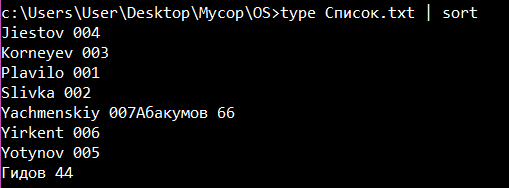 c:\Users\User\Desktop\Мусор\OS>type Список.txt | sort
Jiestov 004
Korneyev 003
Plavilo 001
Slivka 002
Yachmenskiy 007Абакумов 66
Yirkent 006
Yotynov 005
Гидов 44